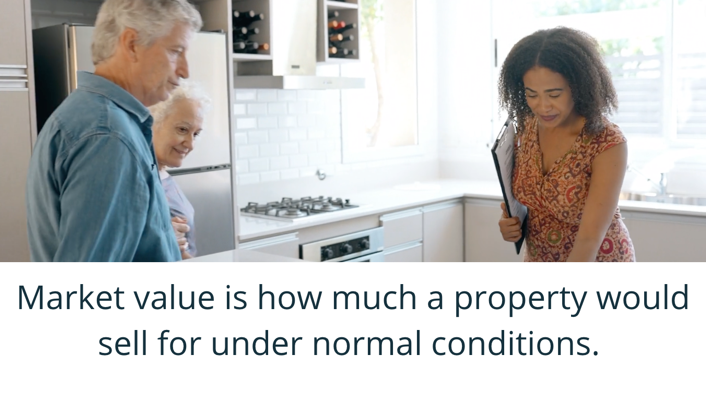 Market value is how much a property would
sell for under normal conditions.